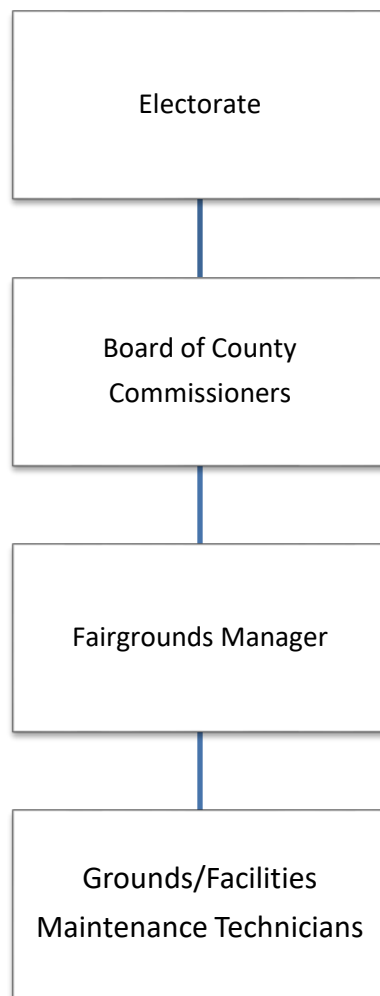 Electorate
Board of County
Commissioners
Fairgrounds Manager
Grounds/Facilities
Maintenance Technicians